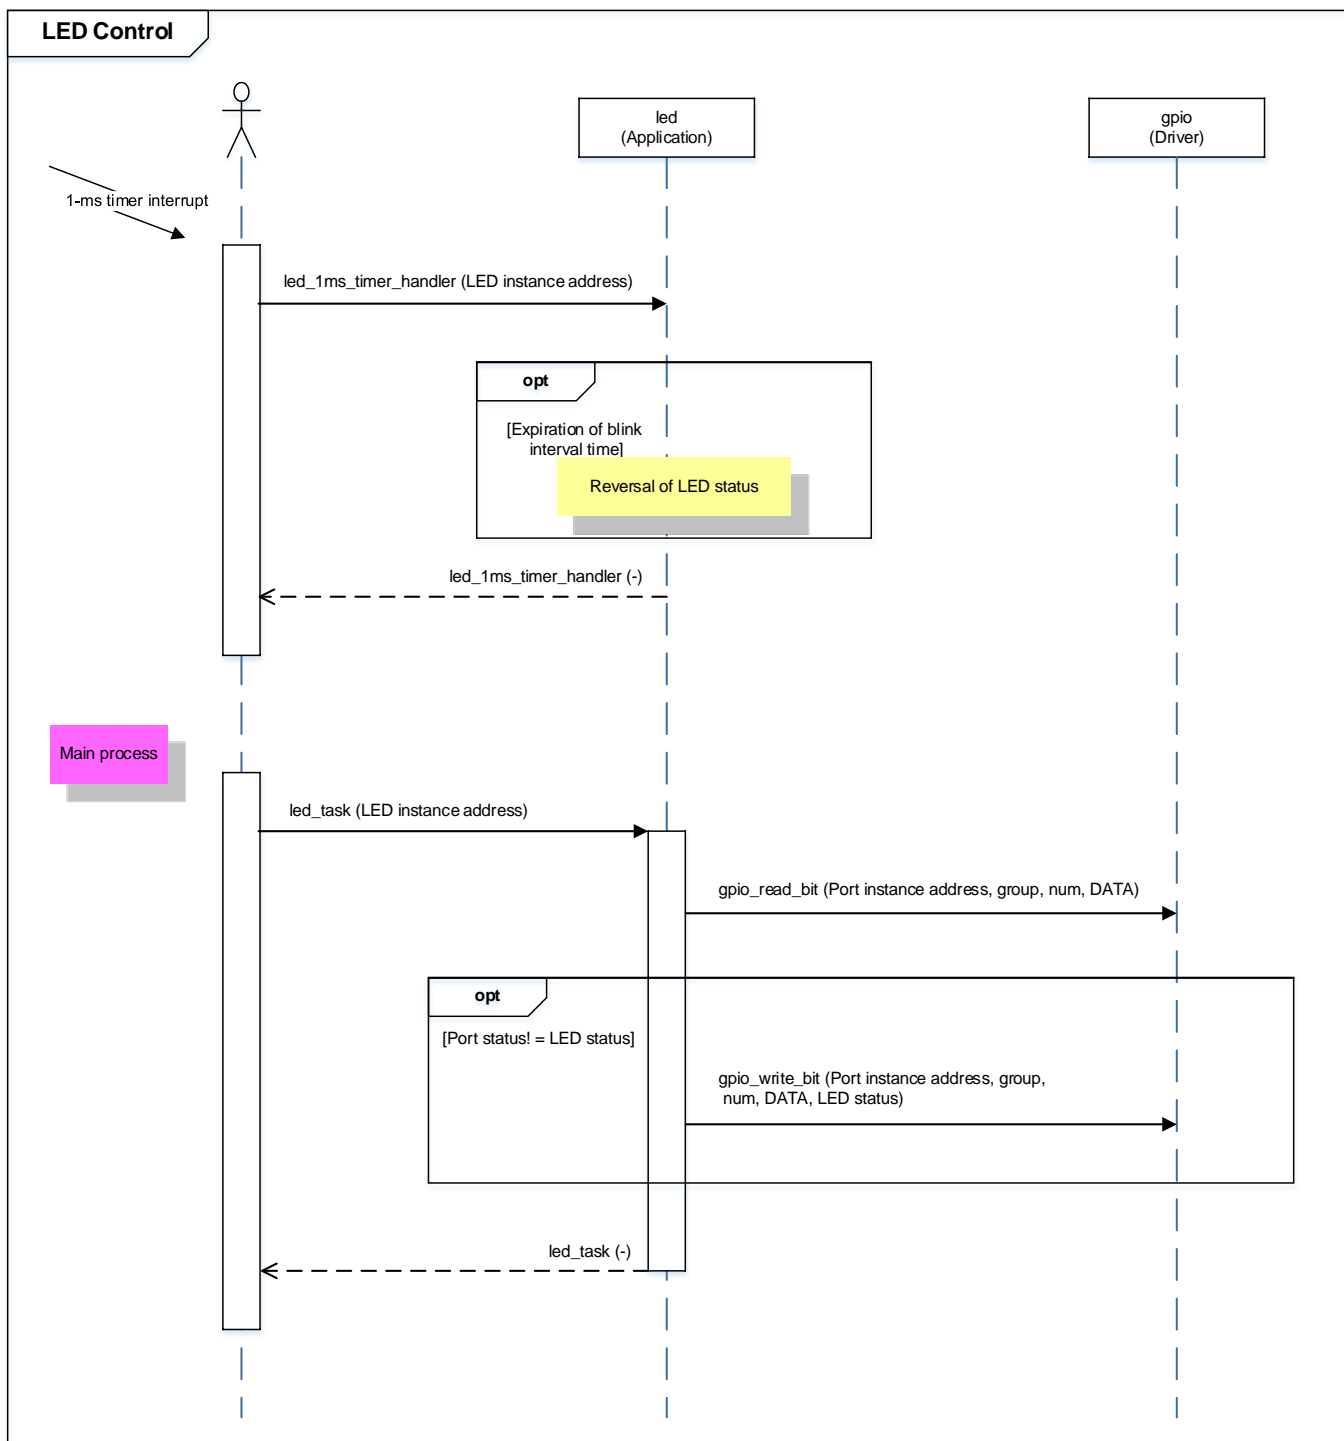 LED Control
led
(Application)
gpio
(Driver)
1-ms timer interrupt
led_1ms_timer_handler (LED instance address)
opt
[Expiration of blink
interval time]
Reversal of LED status
led_1ms_timer_handler (-)
Main process
led_task (LED instance address)
gpio_read_bit (Port instance address, group, num, DATA)
opt
[Port status! = LED status]
gpio_write_bit (Port instance address, group,
num, DATA, LED status)
led_task (-)